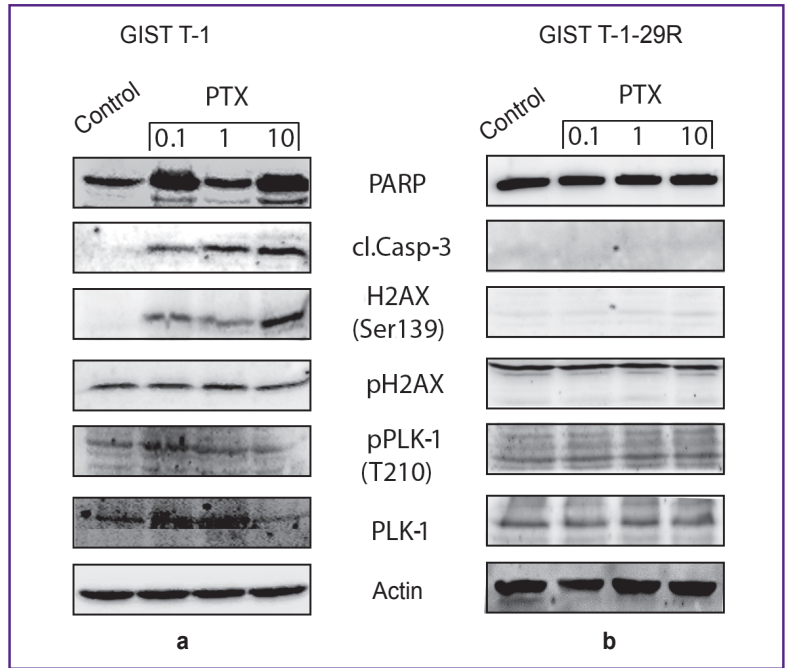 GIST T-1 GIST T-1-29R
Control PTX Control PTX
0.1 1 10 0.1 1 10
PARP
cl.Casp-3
H2AX
(Ser139)
pH2AX
pPLK-1
(T210)
PLK-1
Actin
a b